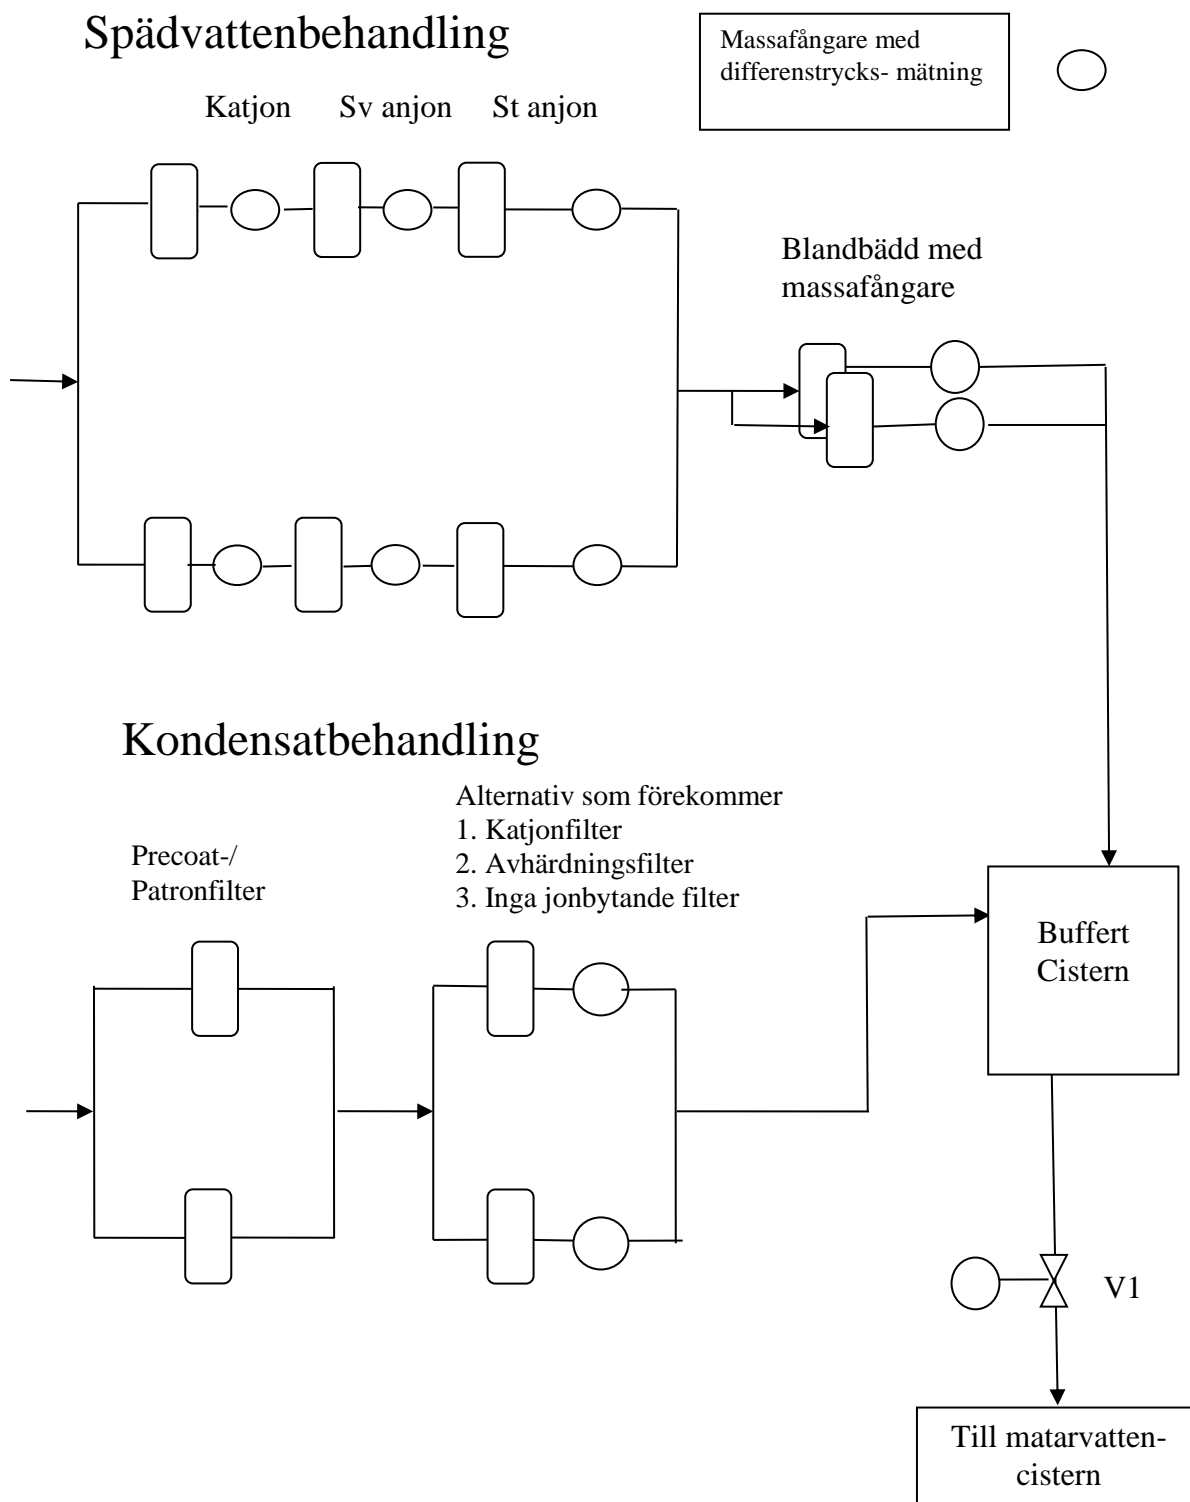 Spädvattenbehandling
Massafångare med
differenstrycks- mätning
Katjon
Sv anjon
St anjon
Blandbädd med
massafångare
Kondensatbehandling
Alternativ som förekommer
1. Katjonfilter
2. Avhärdningsfilter
3. Inga jonbytande filter
Precoat-/
Patronfilter
Buffert
Cistern
V1
Till matarvatten-
cistern